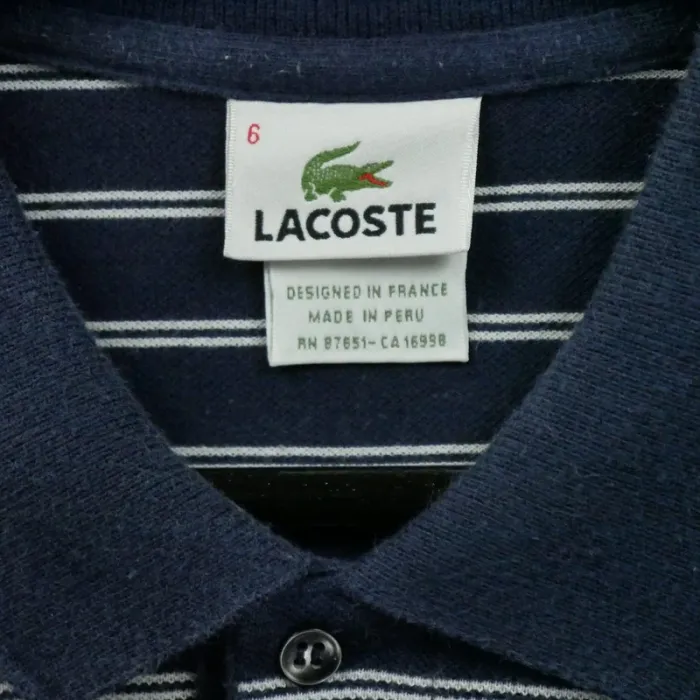 6
LACOSTE
DESIGNED IN FRANCE
MADE IN PERU
RN 87651-CA 16998